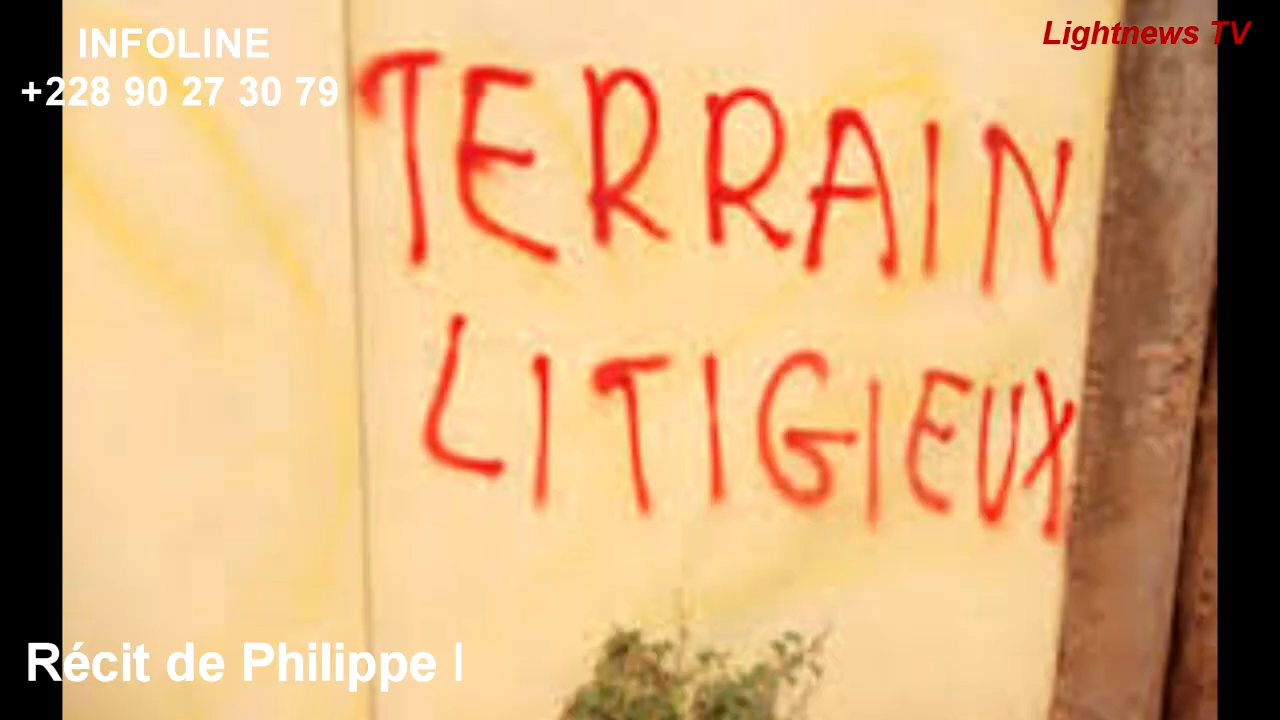 INFOLINE
+228 90 27 30 79
Lightnews TV
TERRAIN
LITIGIEUX
Récit de Philippe